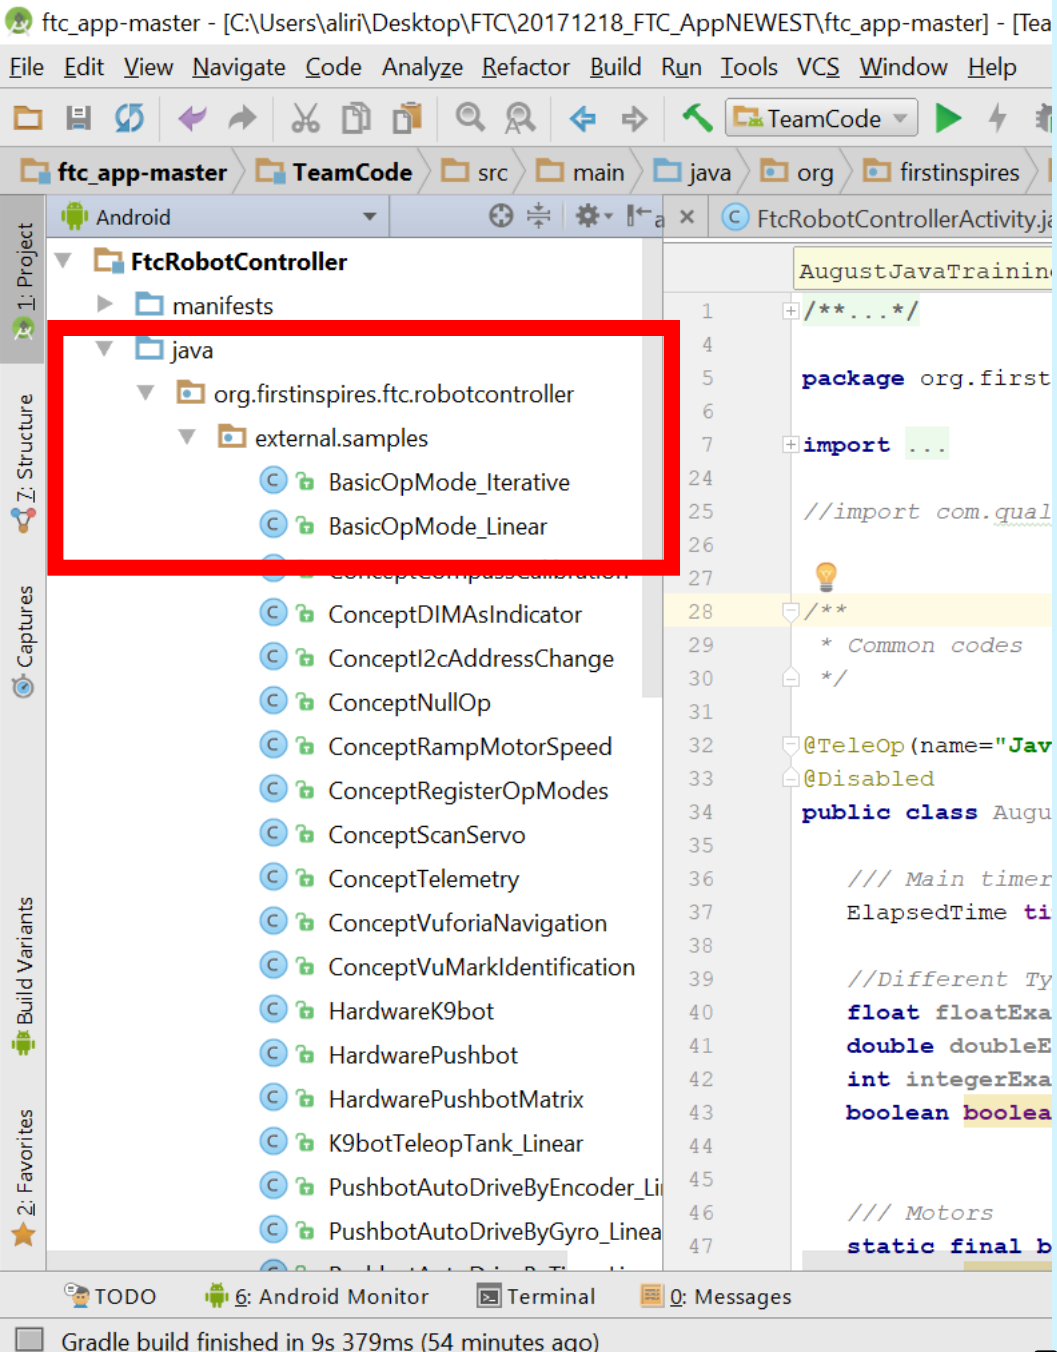 ftc_app-master - [C:\Users\aliri\Desktop\FTC\20171218_FTC_AppNEWEST\ftc_app-master] - [Tea
File Edit View Navigate Code Analyze Refactor Build Run Tools VCS Window Help
TeamCode
ftc_app-master TeamCode src main java org firstinspires
Android
FtcRobotControllerActivity.ja
1: Project
7: Structure
Captures
Build Variants
2: Favorites
FtcRobotController
manifests
java
org.firstinspires.ftc.robotcontroller
external.samples
BasicOpMode_Iterative
BasicOpMode_Linear
ConceptCompassCalibration
ConceptDIMAsIndicator
ConceptI2cAddressChange
ConceptNullOp
ConceptRampMotorSpeed
ConceptRegisterOpModes
ConceptScanServo
ConceptTelemetry
ConceptVuforiaNavigation
ConceptVuMarkIdentification
HardwareK9bot
HardwarePushbot
HardwarePushbotMatrix
K9botTeleopTank_Linear
PushbotAutoDriveByEncoder_Li
PushbotAutoDriveByGyro_Linea
AugustJavaTraining
1 /**...*/
4
5 package org.first
6
7 import ...
24
25 //import com.qual
26
27
28 /**
29 * Common codes
30 */
31
32 @TeleOp(name="Jav
33 @Disabled
34 public class Augu
35
36 /// Main timer
37 ElapsedTime ti
38
39 //Different Ty
40 float floatExa
41 double doubleE
42 int integerExa
43 boolean boolea
44
45
46 /// Motors
47 static final b
TODO 6: Android Monitor Terminal 0: Messages
Gradle build finished in 9s 379ms (54 minutes ago)